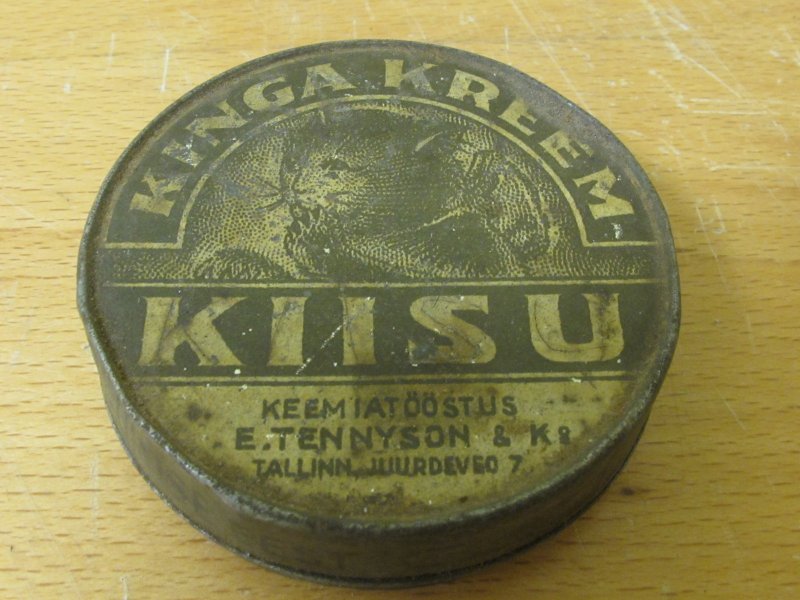 KINGA KREEM
KIISU
KEEMIATÖÖSTUS
E. TENNYSON & Ko
TALLINN, JUURDEVEO 7